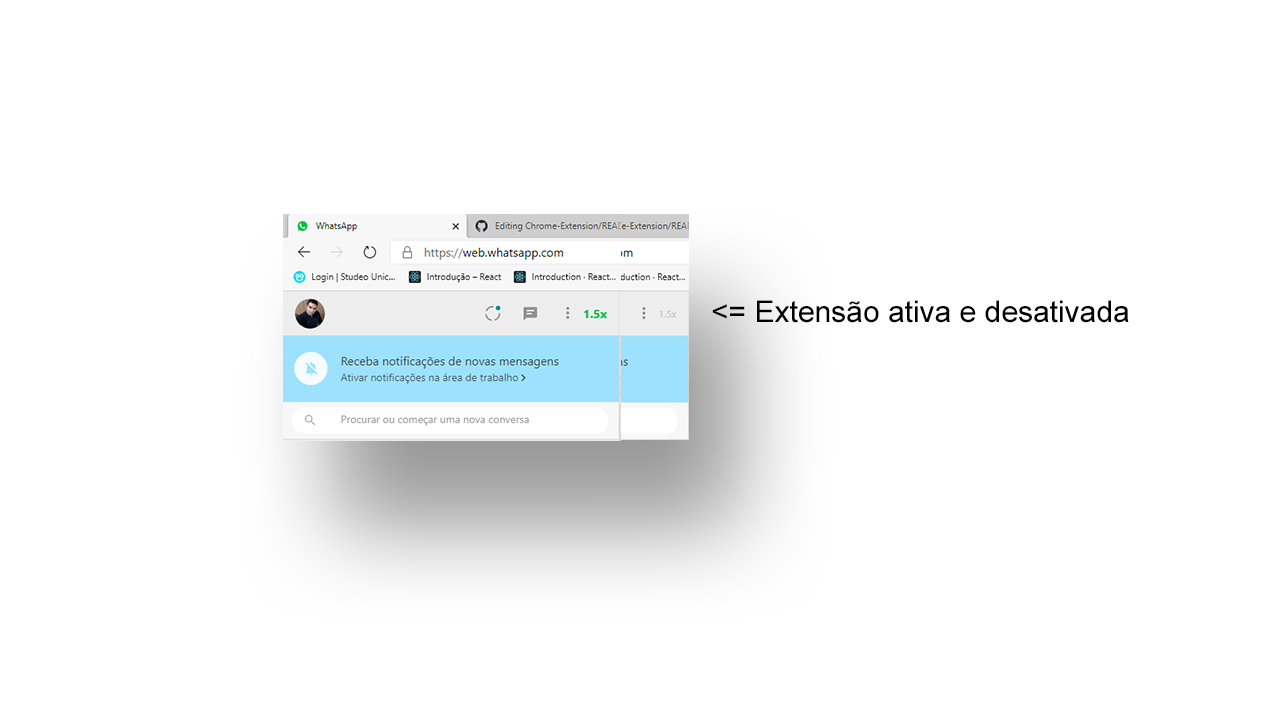 WhatsApp
Editing Chrome-Extension/REA
e-Extension/REA
https://web.whatsapp.com
om
Login | Studeo Unic...
Introdução – React
Introduction · React...
duction · React...
1.5x
1.5x
<= Extensão ativa e desativada
Receba notificações de novas mensagens
as
Ativar notificações na área de trabalho
Procurar ou começar uma nova conversa